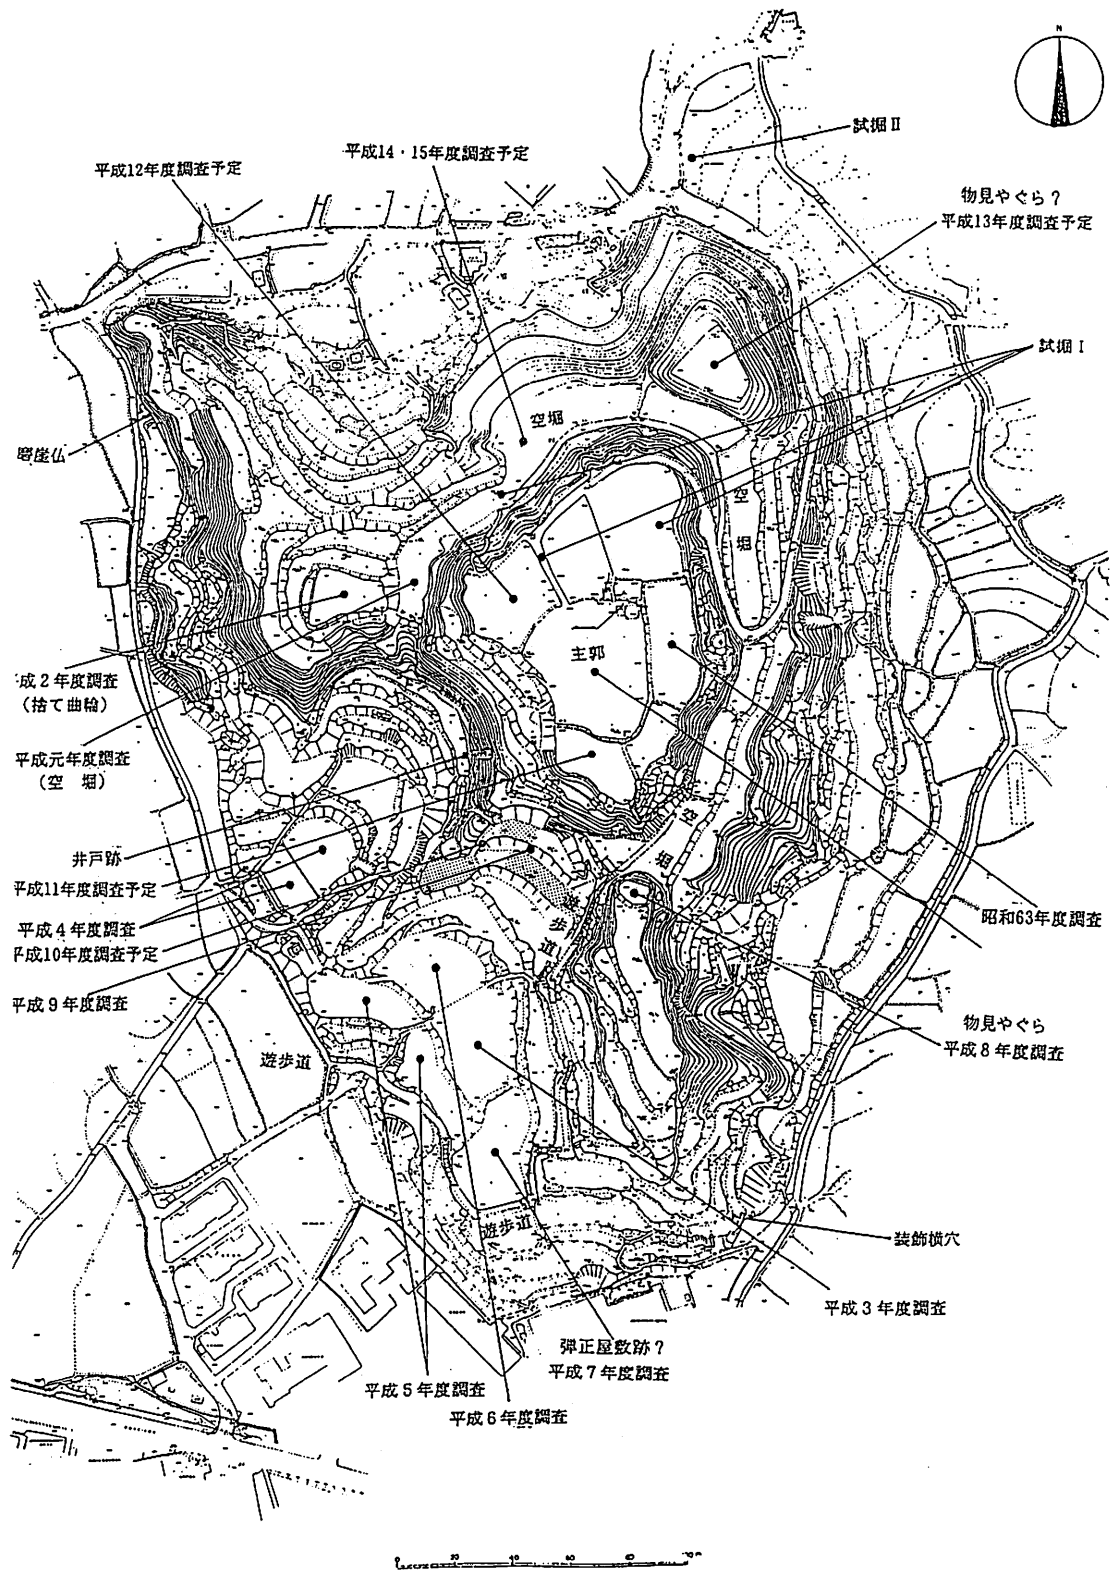 N
試掘Ⅱ
平成14・15年度調査予定
平成12年度調査予定
物見やぐら？
平成13年度調査予定
試掘Ⅰ
空堀
磨崖仏
空
堀
主郭
成2年度調査
（捨て曲輪）
平成元年度調査
（空　堀）
空
堀
井戸跡
平成11年度調査予定
平成4年度調査
平成10年度調査予定
平成9年度調査
昭和63年度調査
遊歩道
物見やぐら
平成8年度調査
遊歩道
遊歩道
装飾横穴
平成3年度調査
弾正屋敷跡？
平成7年度調査
平成5年度調査
平成6年度調査
20 40 60